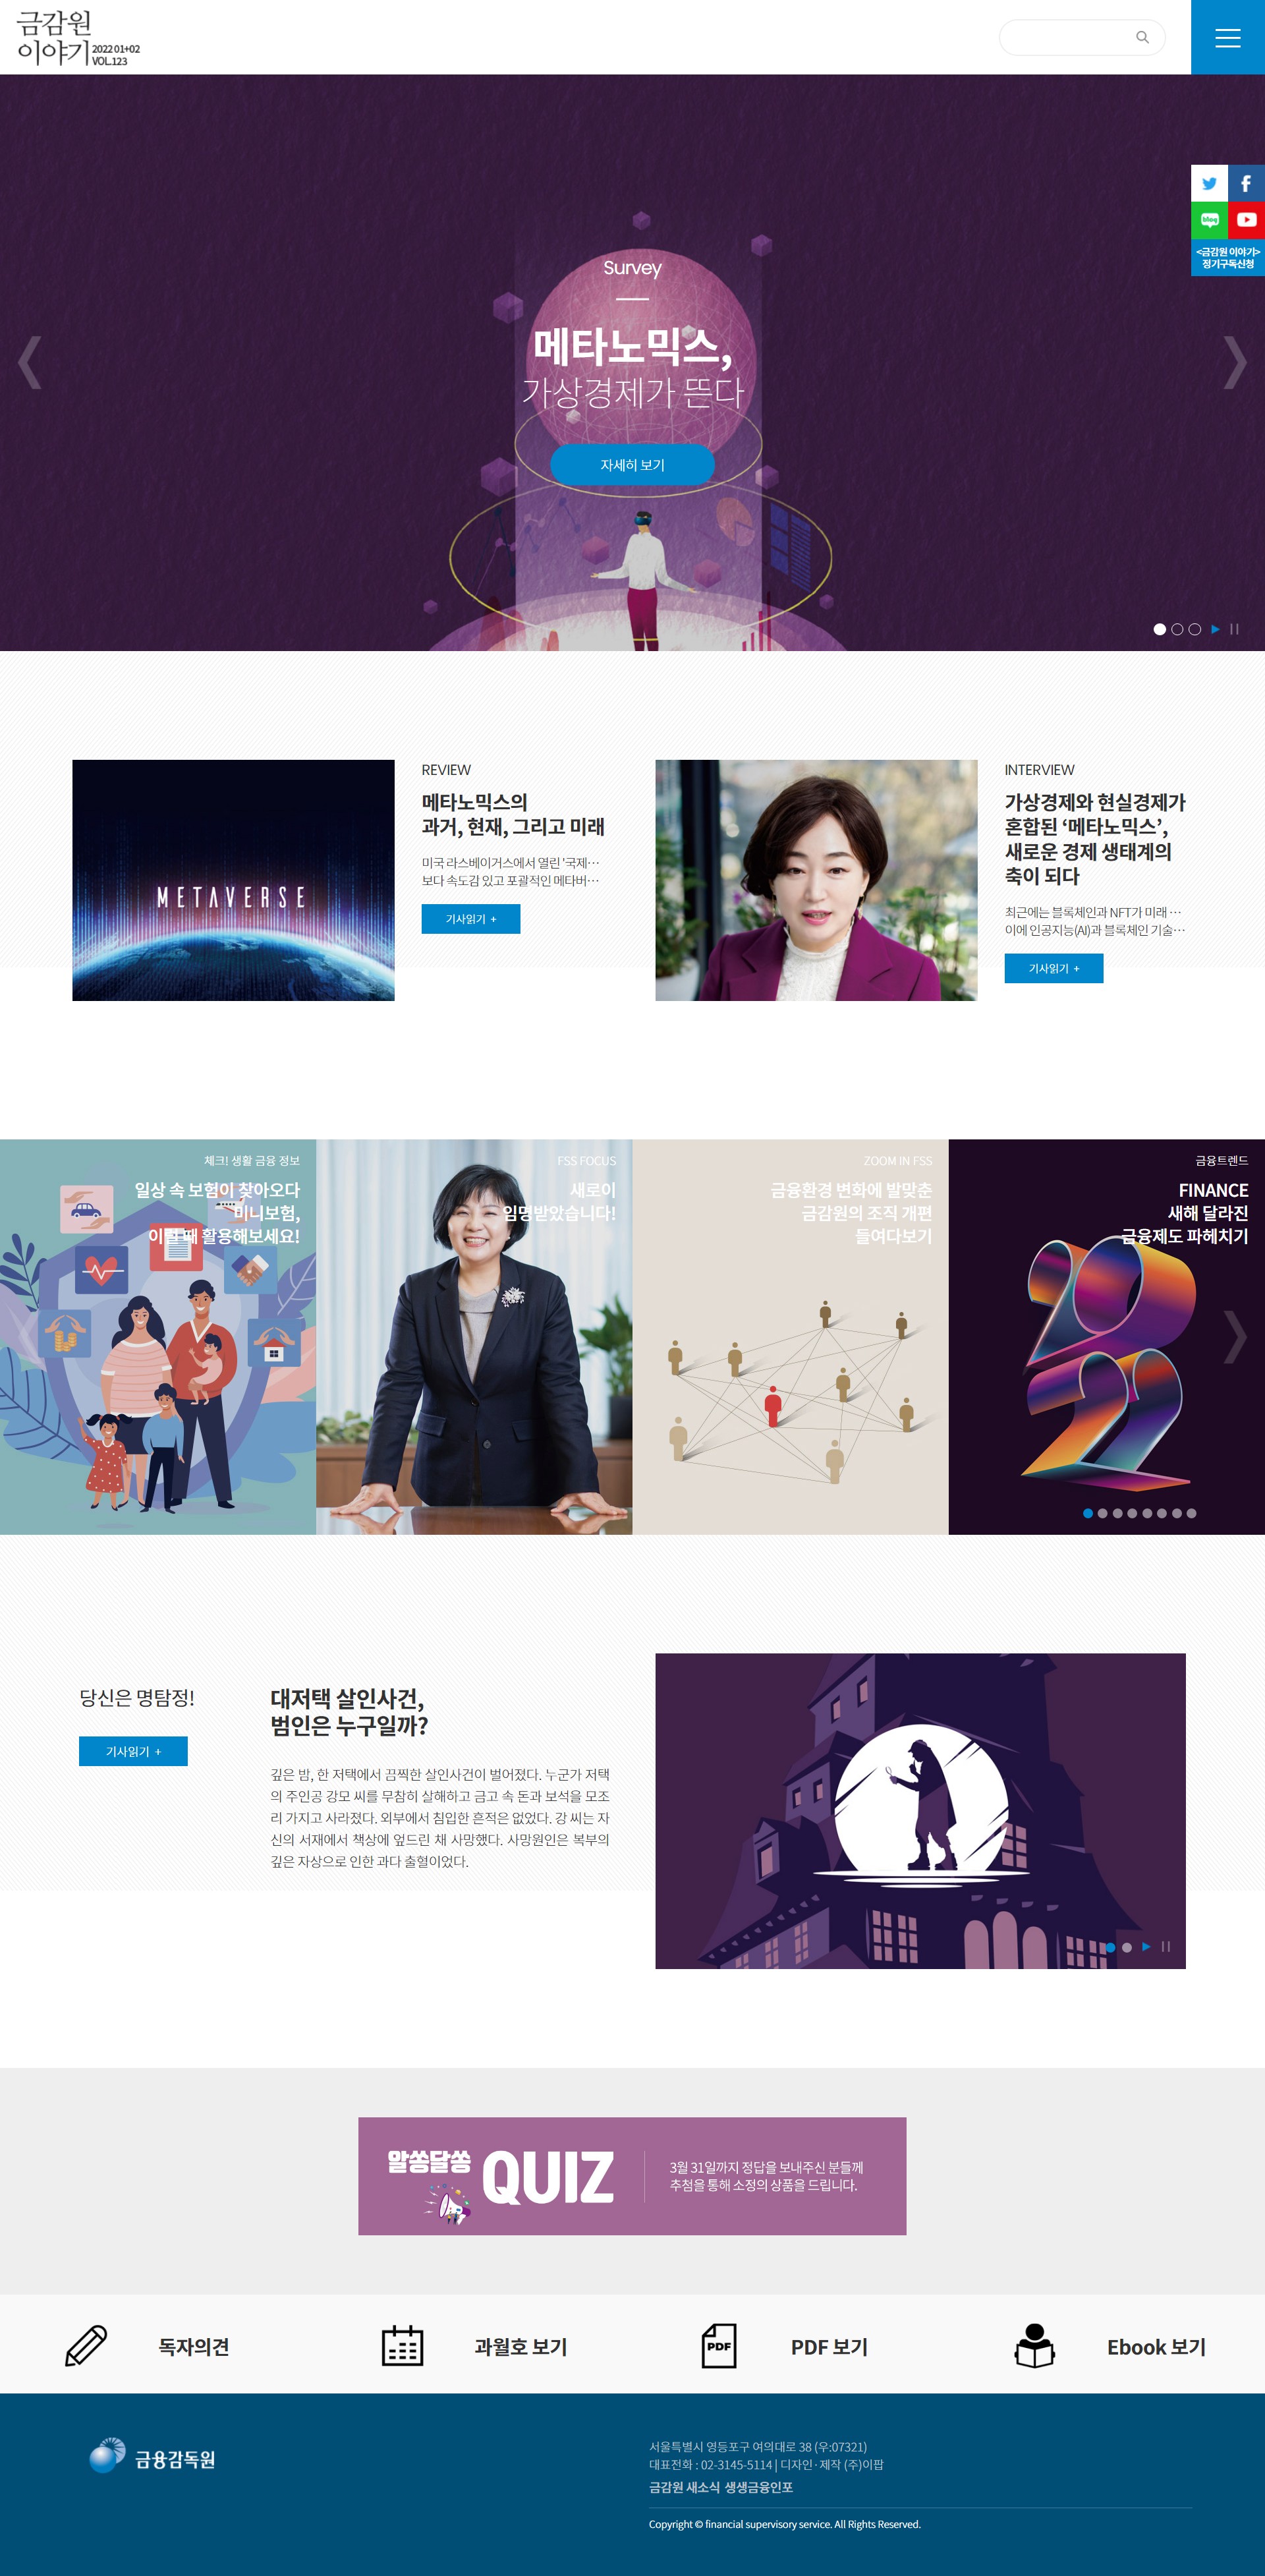 금감원
이야기 2022 01+02
VOL.123
blog
<금감원 이야기>
정기구독신청
Survey
메타노믹스,
가상경제가 뜬다
자세히 보기
METAVERSE
REVIEW
메타노믹스의
과거, 현재, 그리고 미래
미국 라스베이거스에서 열린 '국제…
보다 속도감 있고 포괄적인 메타버…
기사읽기 +
INTERVIEW
가상경제와 현실경제가
혼합된 ‘메타노믹스’,
새로운 경제 생태계의
축이 되다
최근에는 블록체인과 NFT가 미래 …
이에 인공지능(AI)과 블록체인 기술…
기사읽기 +
체크! 생활 금융 정보
일상 속 보험이 찾아오다
미니보험,
이럴 때 활용해보세요!
FSS FOCUS
새로이
임명받았습니다!
ZOOM IN FSS
금융환경 변화에 발맞춘
금감원의 조직 개편
들여다보기
금융트렌드
FINANCE
새해 달라진
금융제도 파헤치기
2022
당신은 명탐정!
기사읽기 +
대저택 살인사건,
범인은 누구일까?
깊은 밤, 한 저택에서 끔찍한 살인사건이 벌어졌다. 누군가 저택
의 주인공 강모 씨를 무참히 살해하고 금고 속 돈과 보석을 모조
리 가지고 사라졌다. 외부에서 침입한 흔적은 없었다. 강 씨는 자
신의 서재에서 책상에 엎드린 채 사망했다. 사망원인은 복부의
깊은 자상으로 인한 과다 출혈이었다.
알쏭달쏭 QUIZ
3월 31일까지 정답을 보내주신 분들께
추첨을 통해 소정의 상품을 드립니다.
독자의견
과월호 보기
PDF
PDF 보기
Ebook 보기
금융감독원
서울특별시 영등포구 여의대로 38 (우:07321)
대표전화 : 02-3145-5114 | 디자인·제작 (주)이팝
금감원 새소식 생생금융인포
Copyright © financial supervisory service. All Rights Reserved.